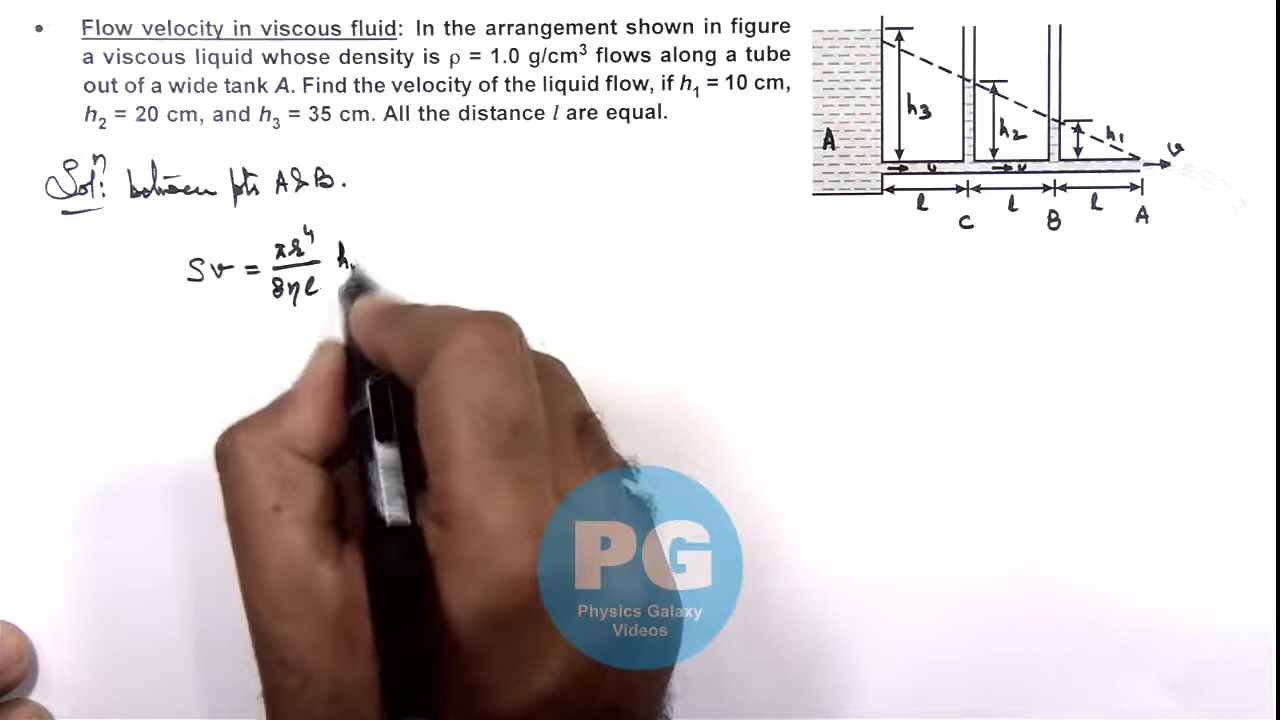 • Flow velocity in viscous fluid: In the arrangement shown in figure
a viscous liquid whose density is ρ = 1.0 g/cm³ flows along a tube
out of a wide tank A. Find the velocity of the liquid flow, if h₁ = 10 cm,
h₂ = 20 cm, and h₃ = 35 cm. All the distance l are equal.
h₃
h₂
h₁
A
v
v
v
l
l
l
C
B
A
Solⁿ: between pts A & B.
Sv = πr⁴/8ηl h₁
PG
Physics Galaxy
Videos